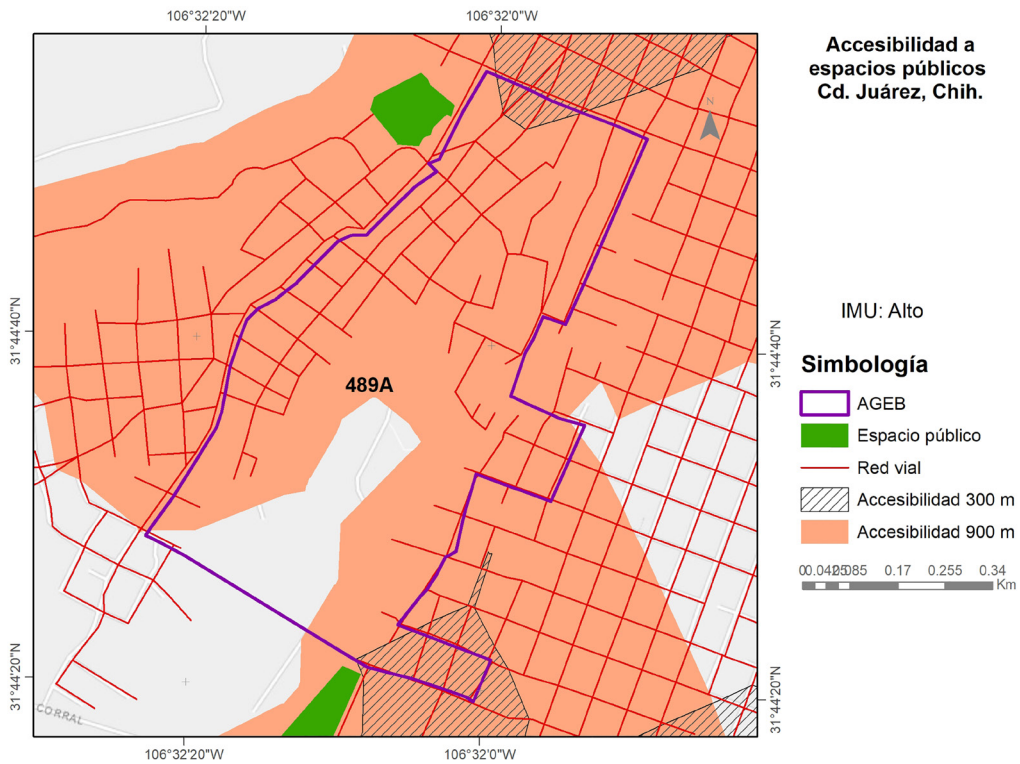 106°32'20"W
106°32'0"W
Accesibilidad a
espacios públicos
Cd. Juárez, Chih.
N
31°44'40"N
31°44'40"N
IMU: Alto
Simbología
489A
AGEB
Espacio público
Red vial
Accesibilidad 300 m
Accesibilidad 900 m
0.17
0.255
0.34
Km
31°44'20"N
31°44'20"N
CORRAL
106°32'20"W
106°32'0"W